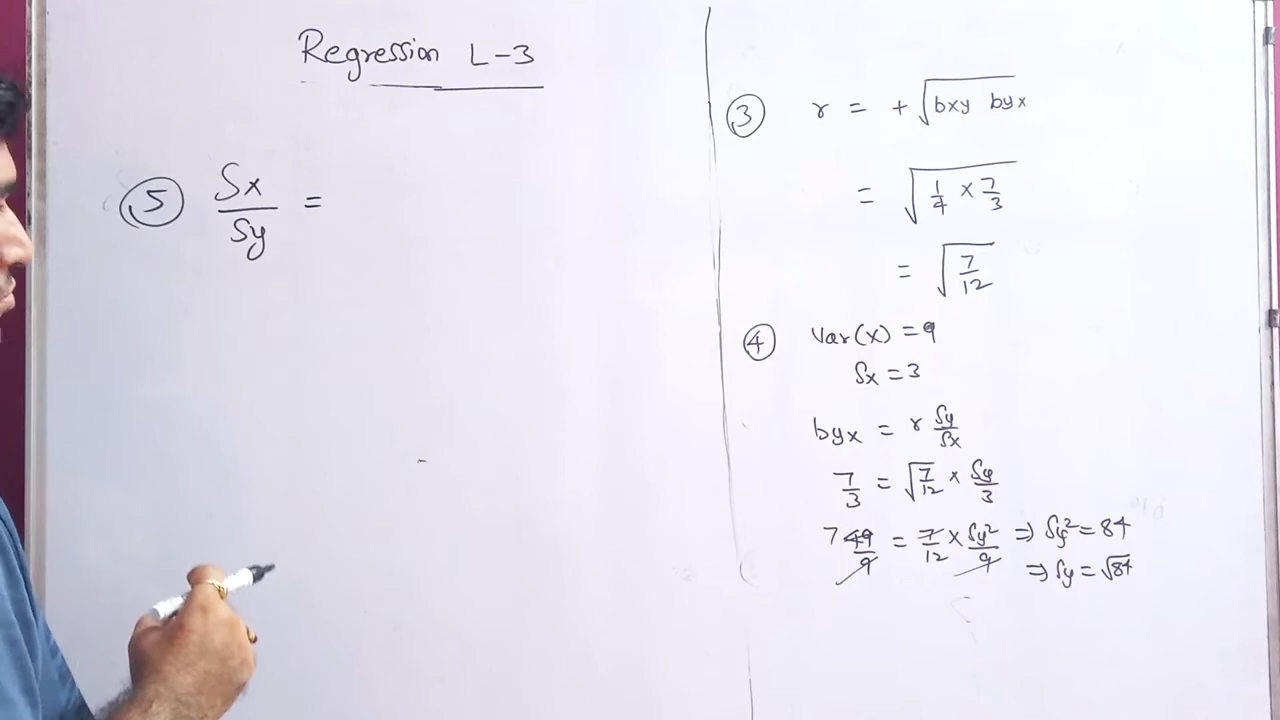 Regression L-3
⑤ Sx/Sy =
③ r = + √(bxy byx)
= √(1/4 × 7/3)
= √(7/12)
④ Var(x) = 9
Sx = 3
byx = r Sy/Sx
7/3 = √(7/12) × Sy/3
7 49/9 = 7/12 × Sy²/9 ⇒ Sy² = 84
⇒ Sy = √84